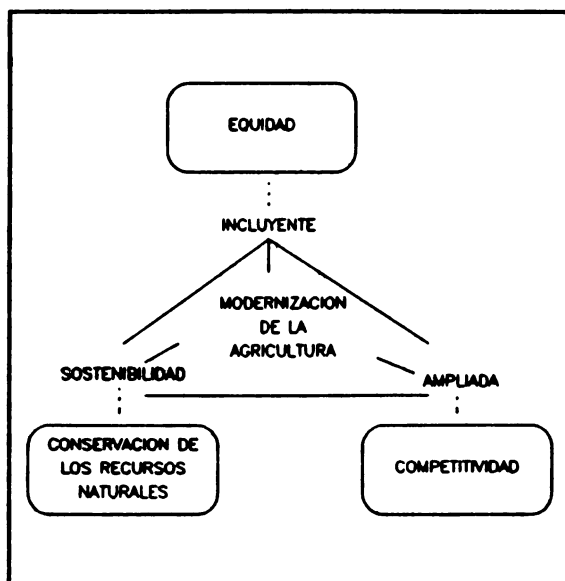 EQUIDAD
INCLUYENTE
MODERNIZACION
DE LA
AGRICULTURA
SOSTENIBILIDAD
AMPLIADA
CONSERVACION DE
LOS RECURSOS
NATURALES
COMPETITIVIDAD